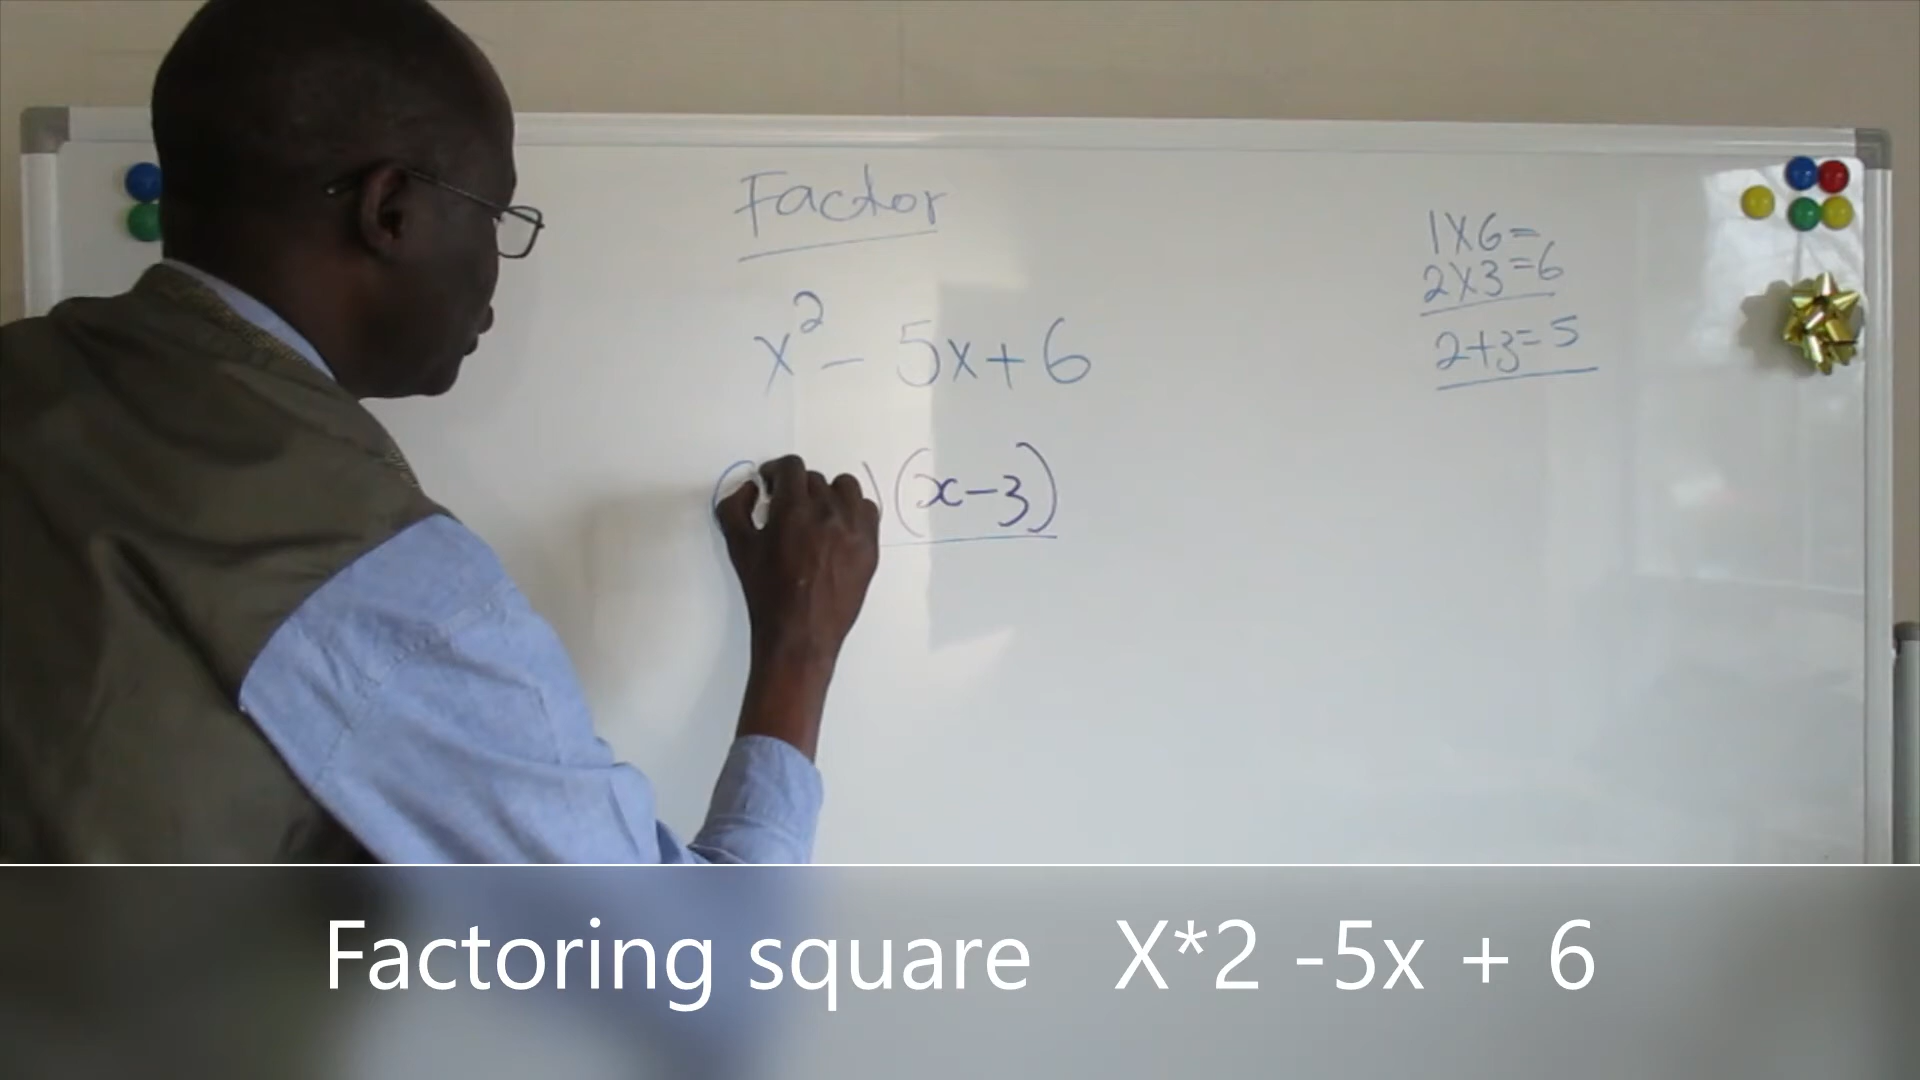 Factor
x² - 5x + 6
( ) (x-3)
1x6=
2x3=6
2+3=5
Factoring square X*2 -5x + 6